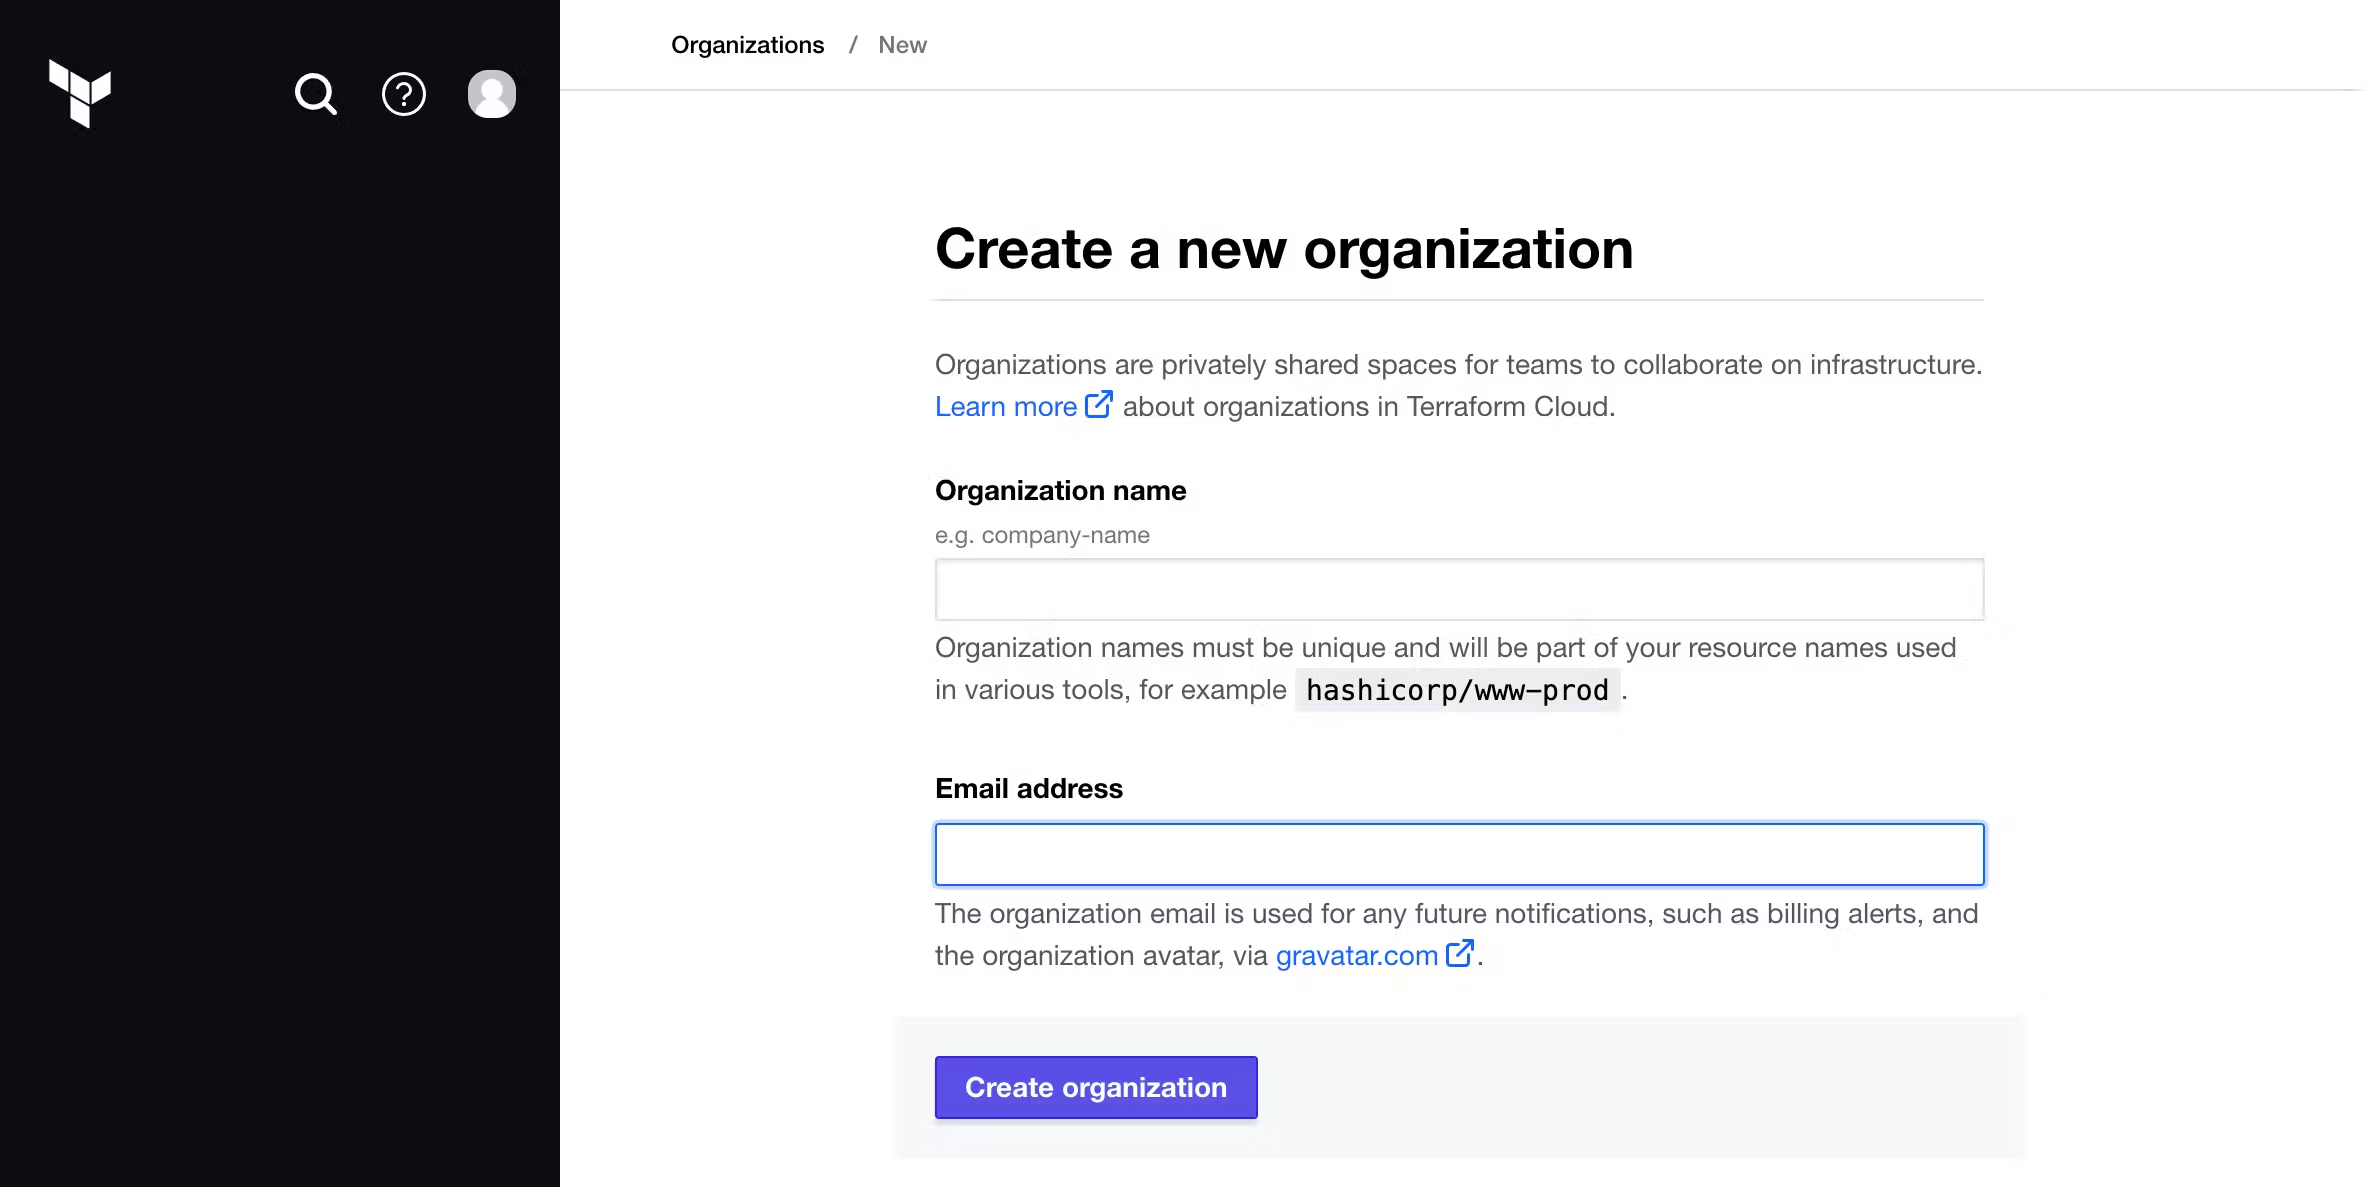 Organizations / New
Create a new organization
Organizations are privately shared spaces for teams to collaborate on infrastructure.
Learn more about organizations in Terraform Cloud.
Organization name
e.g. company-name
Organization names must be unique and will be part of your resource names used
in various tools, for example hashicorp/www-prod .
Email address
The organization email is used for any future notifications, such as billing alerts, and
the organization avatar, via gravatar.com .
Create organization